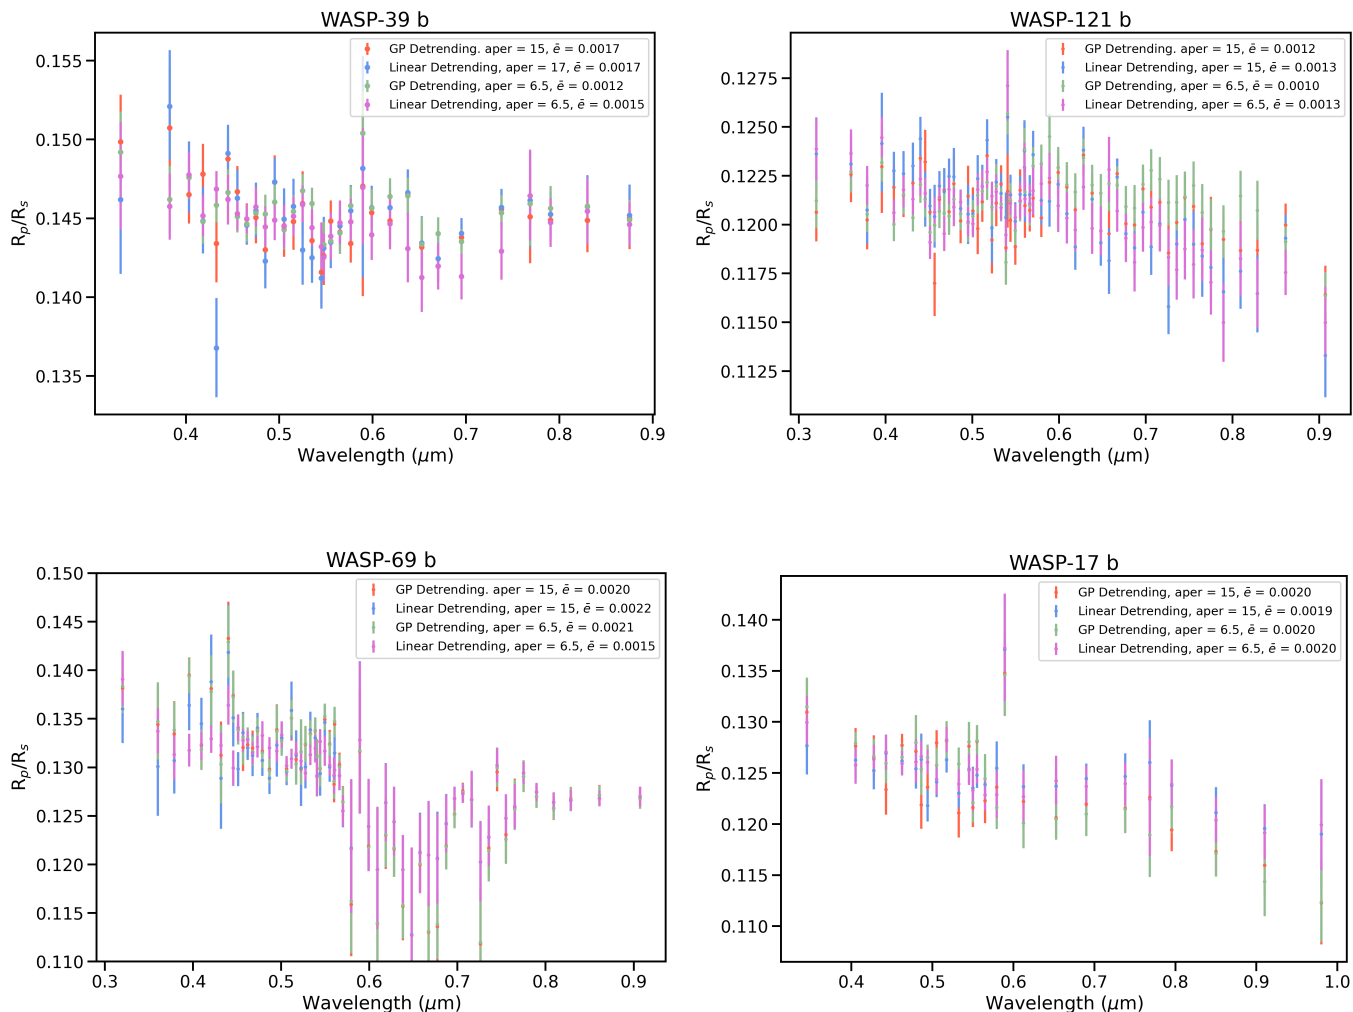 WASP-39 b
GP Detrending. aper = 15, ē = 0.0017
Linear Detrending, aper = 17, ē = 0.0017
GP Detrending, aper = 6.5, ē = 0.0012
Linear Detrending, aper = 6.5, ē = 0.0015
0.155
0.150
0.145
0.140
0.135
Rp/Rs
0.4 0.5 0.6 0.7 0.8 0.9
Wavelength (μm)
WASP-121 b
GP Detrending. aper = 15, ē = 0.0012
Linear Detrending, aper = 15, ē = 0.0013
GP Detrending, aper = 6.5, ē = 0.0010
Linear Detrending, aper = 6.5, ē = 0.0013
0.1275
0.1250
0.1225
0.1200
0.1175
0.1150
0.1125
Rp/Rs
0.3 0.4 0.5 0.6 0.7 0.8 0.9
Wavelength (μm)
WASP-69 b
GP Detrending. aper = 15, ē = 0.0020
Linear Detrending, aper = 15, ē = 0.0022
GP Detrending, aper = 6.5, ē = 0.0021
Linear Detrending, aper = 6.5, ē = 0.0015
0.150
0.145
0.140
0.135
0.130
0.125
0.120
0.115
0.110
Rp/Rs
0.3 0.4 0.5 0.6 0.7 0.8 0.9
Wavelength (μm)
WASP-17 b
GP Detrending. aper = 15, ē = 0.0020
Linear Detrending, aper = 15, ē = 0.0019
GP Detrending, aper = 6.5, ē = 0.0020
Linear Detrending, aper = 6.5, ē = 0.0020
0.140
0.135
0.130
0.125
0.120
0.115
0.110
Rp/Rs
0.4 0.5 0.6 0.7 0.8 0.9 1.0
Wavelength (μm)